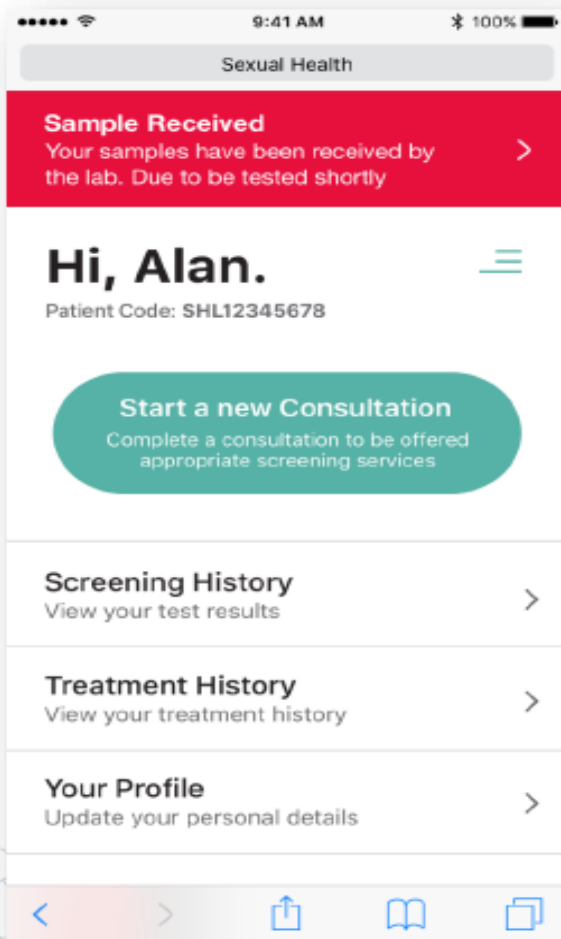 9:41 AM
100%
Sexual Health
Sample Received
Your samples have been received by
the lab. Due to be tested shortly
Hi, Alan.
Patient Code: SHL12345678
Start a new Consultation
Complete a consultation to be offered
appropriate screening services
Screening History
View your test results
Treatment History
View your treatment history
Your Profile
Update your personal details